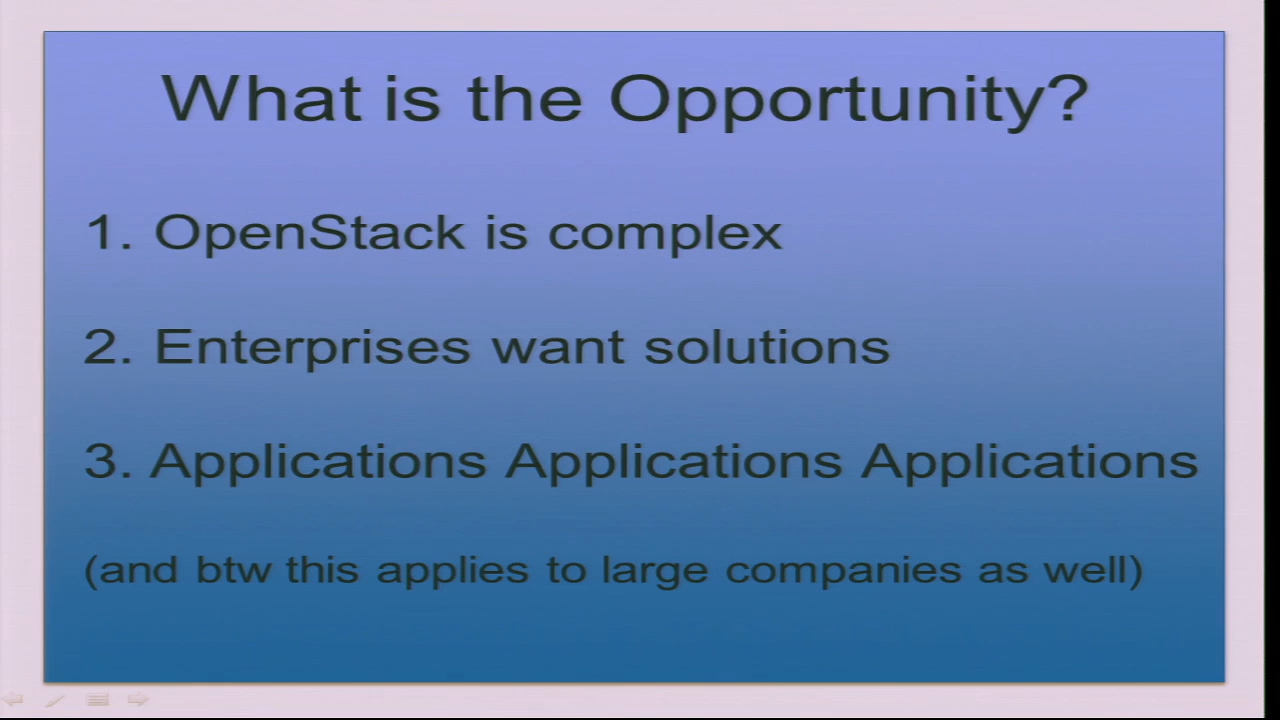 What is the Opportunity?
1. OpenStack is complex
2. Enterprises want solutions
3. Applications Applications Applications
(and btw this applies to large companies as well)